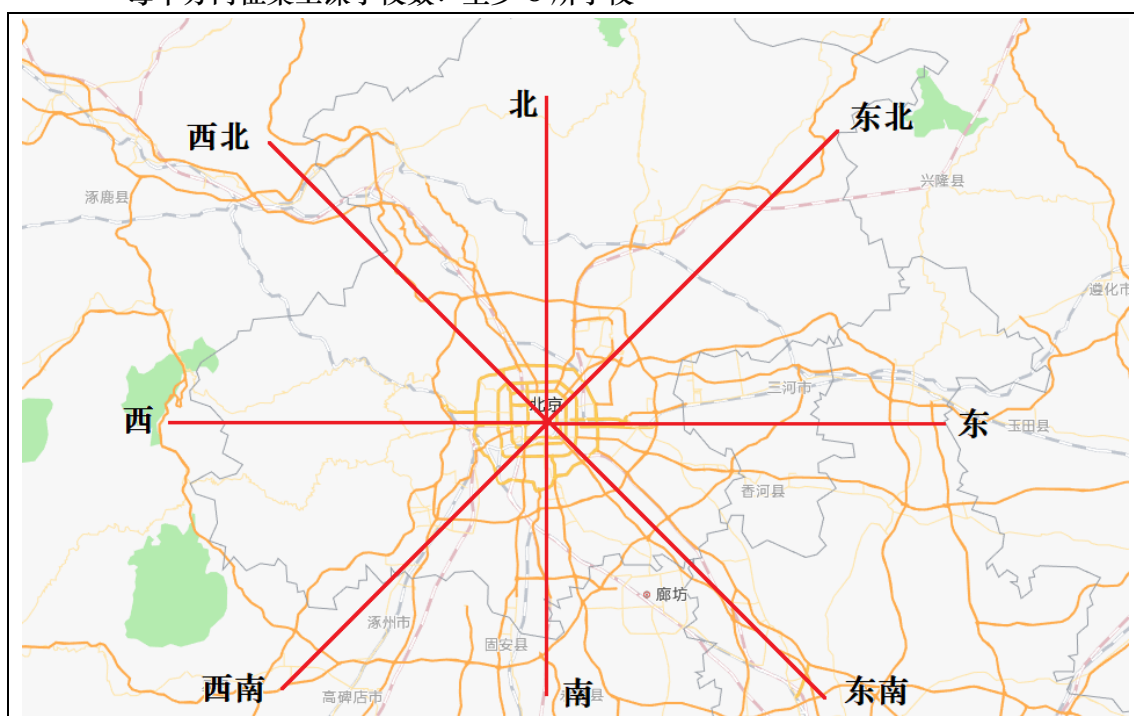 北
东北
西北
兴隆县
涿鹿县
遵化市
三河市
北京
西
东
玉田县
香河县
廊坊
涿州市
固安县
西南
高碑店市
南
县
东南